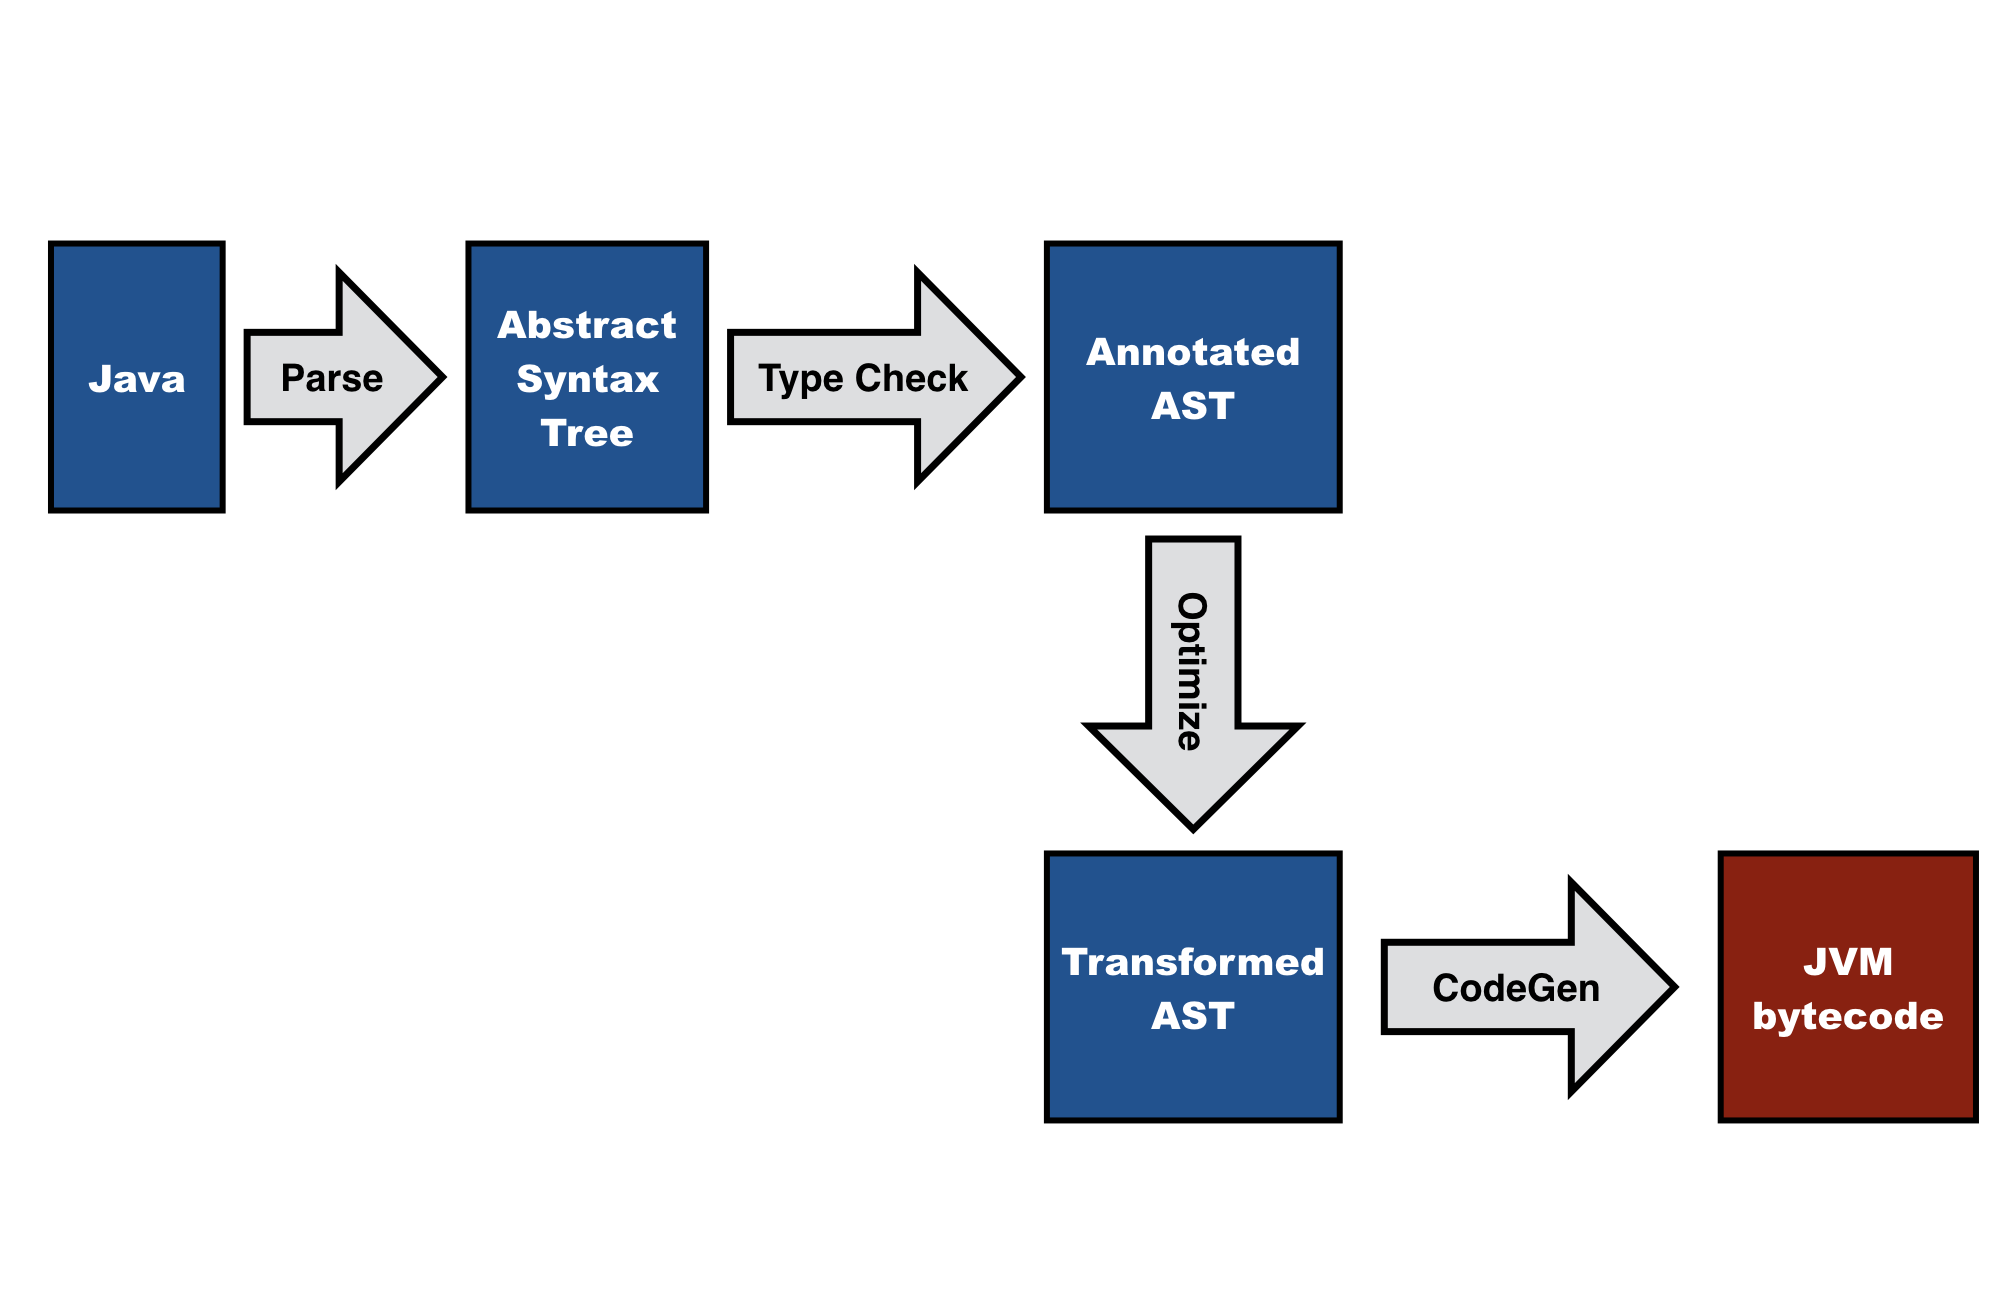 Java
Parse
Abstract
Syntax
Tree
Type Check
Annotated
AST
Optimize
Transformed
AST
CodeGen
JVM
bytecode